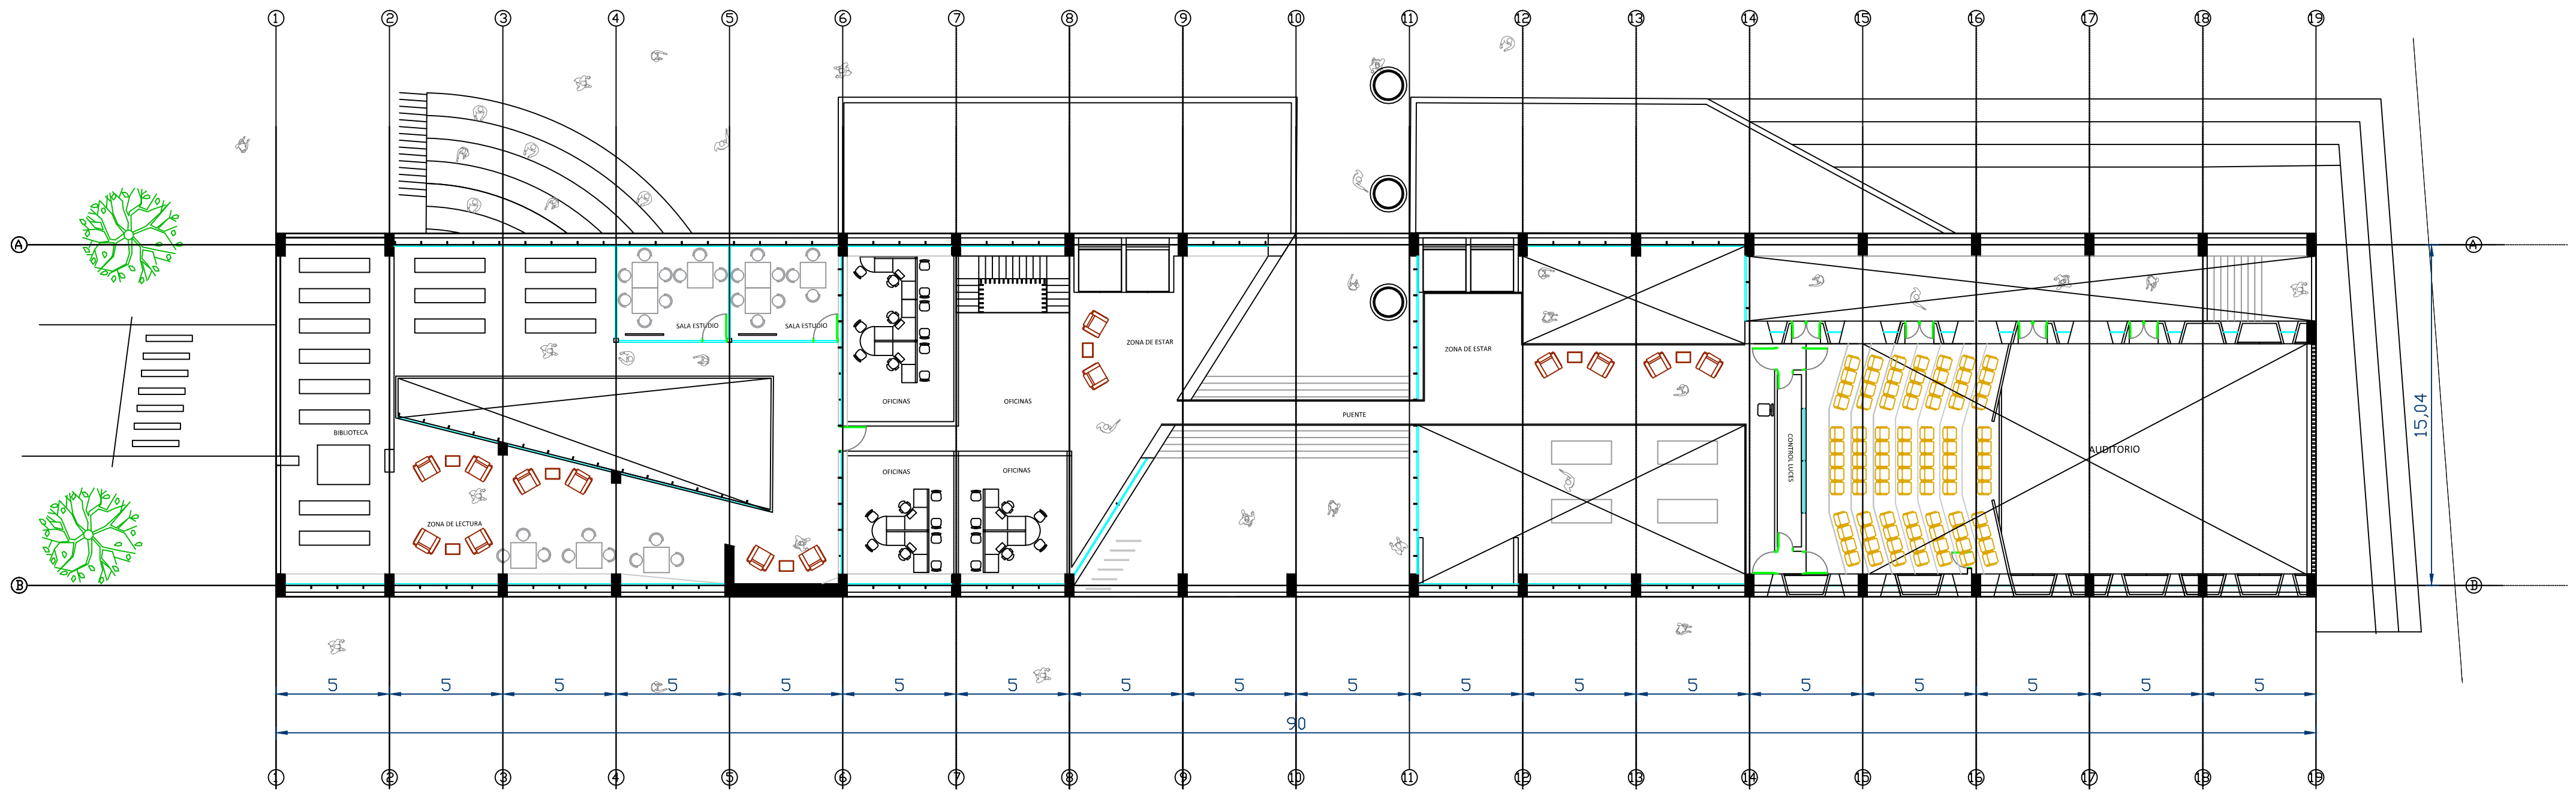 1 2 3 4 5 6 7 8 9 10 11 12 13 14 15 16 17 18 19
A A
SALA ESTUDIO SALA ESTUDIO
ZONA DE ESTAR
ZONA DE ESTAR
OFICINAS OFICINAS
PUENTE
BIBLIOTECA
15,04
CONTROL LUCES
AUDITORIO
OFICINAS OFICINAS
ZONA DE LECTURA
B B
5 5 5 5 5 5 5 5 5 5 5 5 5 5 5 5 5 5
90
1 2 3 4 5 6 7 8 9 10 11 12 13 14 15 16 17 18 19